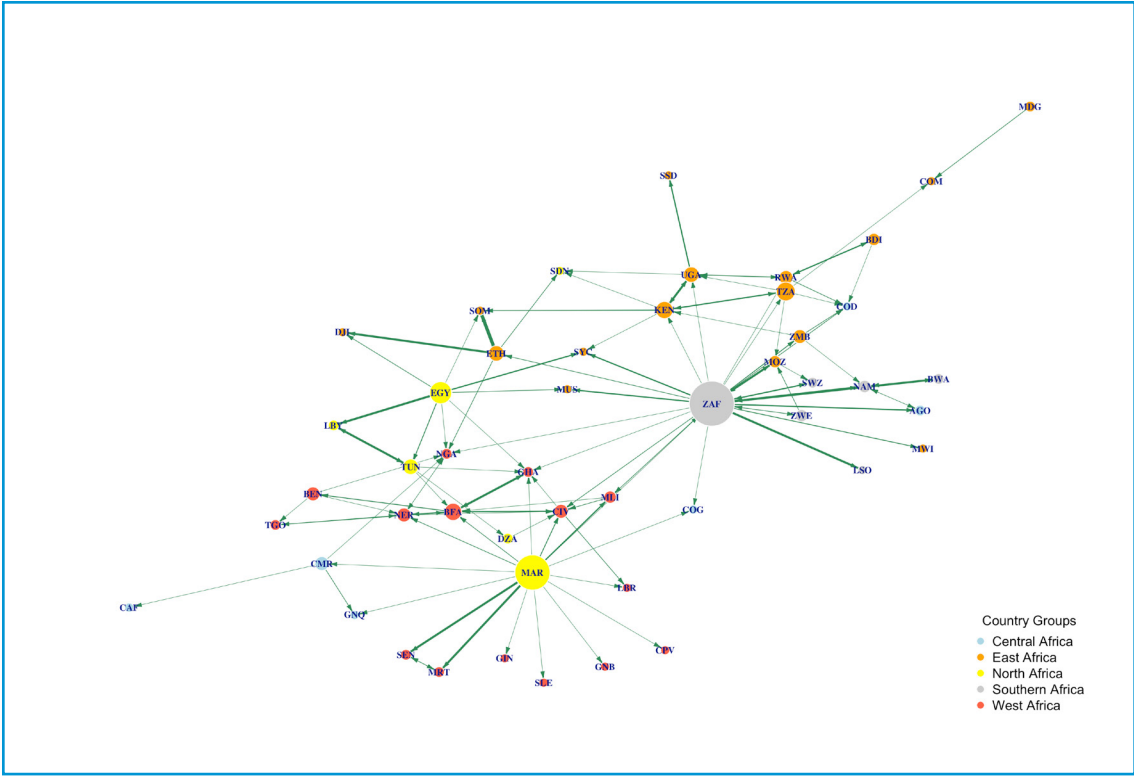 MDG
SSD
COM
BDI
SDN
UGA
RWA
TZA
KEN
COD
SOM
DJI
ETH
SYC
ZMB
MOZ
SWZ
NAM
BWA
EGY
MUS
ZAF
ZWE
AGO
LBY
NGA
MWI
TUN
GHA
LSO
BEN
MLI
TGO
NER
BFA
CIV
COG
DZA
CMR
MAR
LBR
CAF
GNQ
SEN
MRT
GIN
SLE
GNB
CPV
Country Groups
Central Africa
East Africa
North Africa
Southern Africa
West Africa